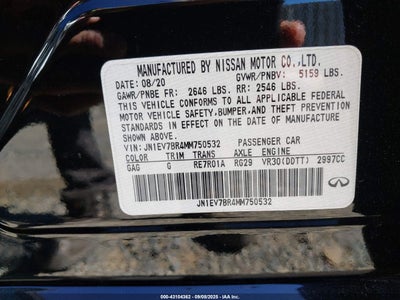 MANUFACTURED BY NISSAN MOTOR CO.,LTD.
DATE: 08/20 GVWR/PNBV: 5159 LBS.
GAWR/PNBE FR: 2646 LBS. RR: 2546 LBS.
THIS VEHICLE CONFORMS TO ALL APPLICABLE FEDERAL
MOTOR VEHICLE SAFETY, BUMPER, AND THEFT PREVENTION
STANDARDS IN EFFECT ON THE DATE OF MANUFACTURE
SHOWN ABOVE.
VIN: JN1EV7BR4MM750532 PASSENGER CAR
COLOR TRIM TRANS AXLE ENGINE
GAG G RE7R01A RG29 VR30(DDTT) 2997CC
JN1EV7BR4MM750532
INFINITI
000-43104362 - (09/09/2025) - IAA, Inc.